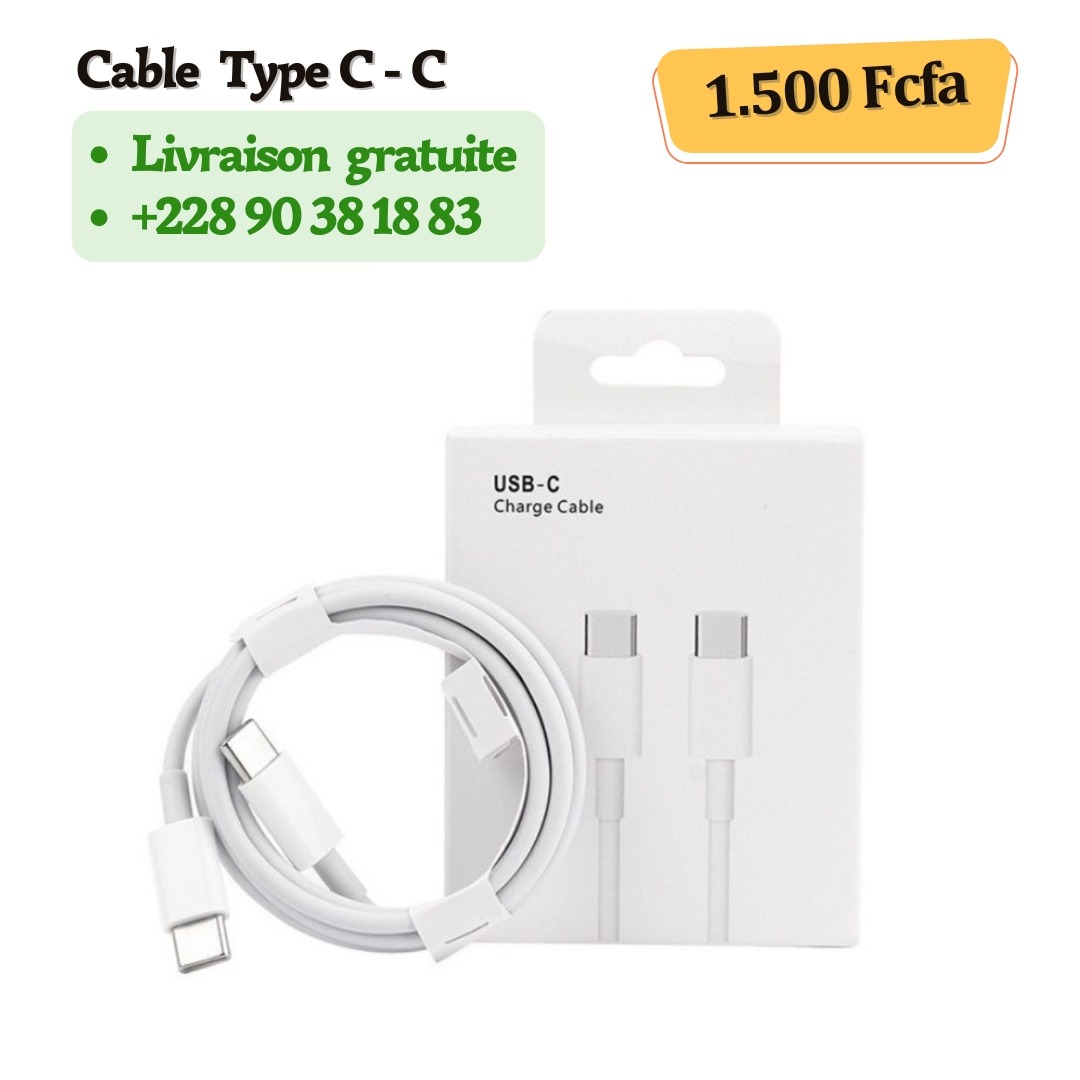 Cable Type C - C
1.500 Fcfa
• Livraison gratuite
• +228 90 38 18 83
USB-C
Charge Cable